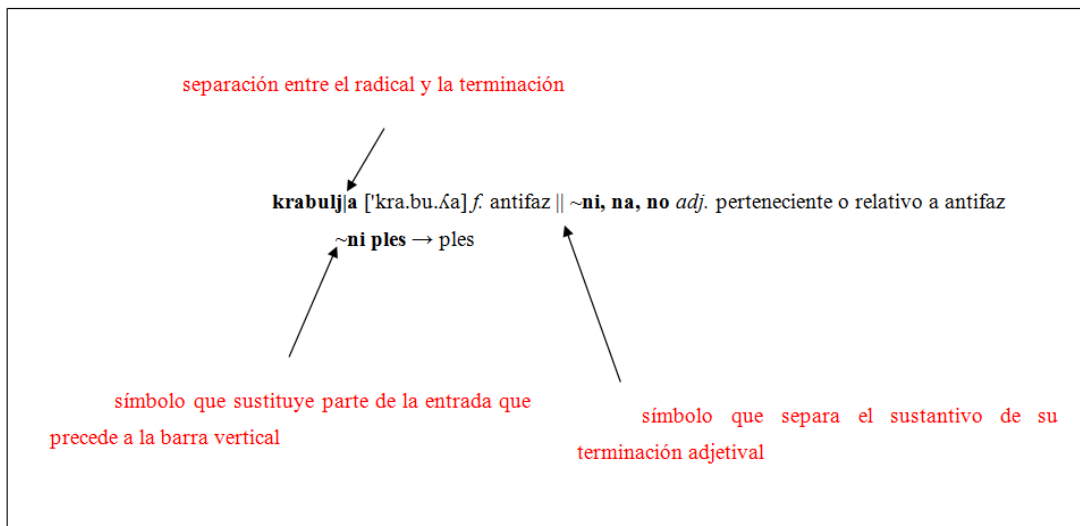 separación entre el radical y la terminación
krabulj|a ['kra.bu.ʎa] f. antifaz || ~ni, na, no adj. perteneciente o relativo a antifaz
~ni ples → ples
símbolo que sustituye parte de la entrada que
precede a la barra vertical
símbolo que separa el sustantivo de su
terminación adjetival